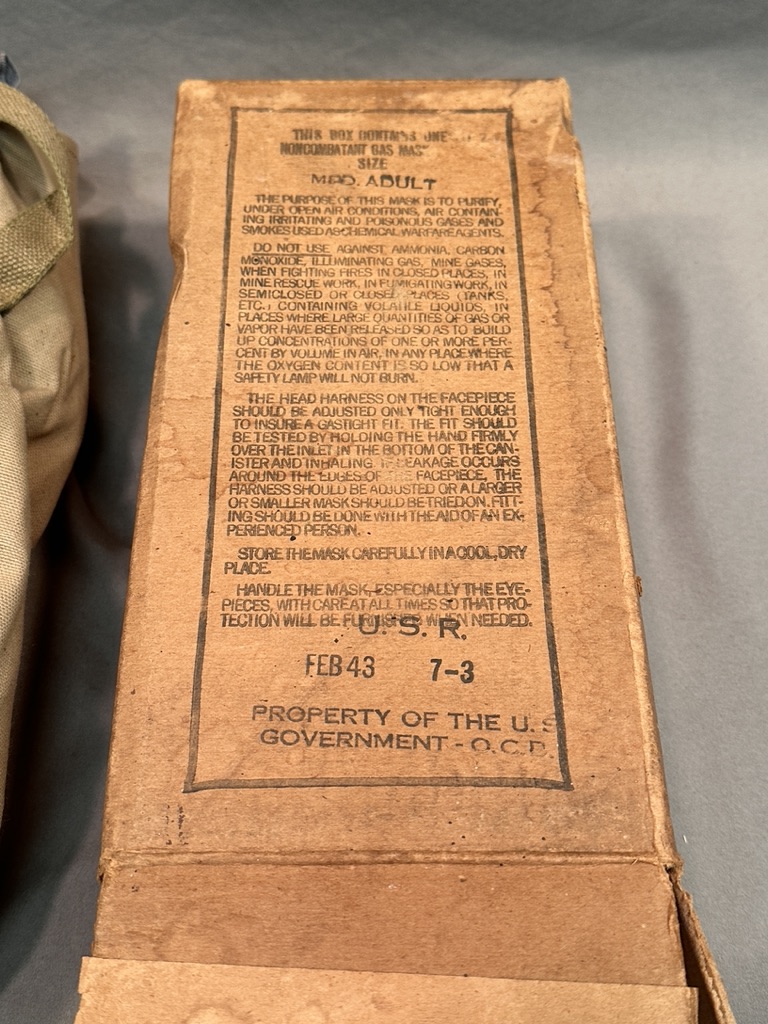 THIS BOX CONTAINS ONE
NONCOMBATANT GAS MASK
SIZE
MED. ADULT
THE PURPOSE OF THIS MASK IS TO PURIFY,
UNDER OPEN AIR CONDITIONS, AIR CONTAIN-
ING IRRITATING AND POISONOUS GASES AND
SMOKES USED AS CHEMICAL WARFARE AGENTS.
DO NOT USE AGAINST AMMONIA, CARBON
MONOXIDE, ILLUMINATING GAS, MINE GASES,
WHEN FIGHTING FIRES IN CLOSED PLACES, IN
MINE RESCUE WORK, IN FUMIGATING WORK, IN
SEMICLOSED OR CLOSED PLACES (TANKS,
ETC.) CONTAINING VOLATILE LIQUIDS, IN
PLACES WHERE LARGE QUANTITIES OF GAS OR
VAPOR HAVE BEEN RELEASED SO AS TO BUILD
UP CONCENTRATIONS OF ONE OR MORE PER-
CENT BY VOLUME IN AIR, IN ANY PLACE WHERE
THE OXYGEN CONTENT IS SO LOW THAT A
SAFETY LAMP WILL NOT BURN.
THE HEAD HARNESS ON THE FACEPIECE
SHOULD BE ADJUSTED ONLY TIGHT ENOUGH
TO INSURE A GASTIGHT FIT. THE FIT SHOULD
BE TESTED BY HOLDING THE HAND FIRMLY
OVER THE INLET IN THE BOTTOM OF THE CAN-
ISTER AND INHALING. IF LEAKAGE OCCURS
AROUND THE EDGES OF THE FACEPIECE, THE
HARNESS SHOULD BE ADJUSTED OR A LARGER
OR SMALLER MASK SHOULD BE TRIED ON. FITT-
ING SHOULD BE DONE WITH THE AID OF AN EX-
PERIENCED PERSON.
STORE THE MASK CAREFULLY IN A COOL, DRY
PLACE.
HANDLE THE MASK, ESPECIALLY THE EYE-
PIECES, WITH CARE AT ALL TIMES SO THAT PRO-
TECTION WILL BE FURNISHED WHEN NEEDED.
U. S. R.
FEB 43 7-3
PROPERTY OF THE U. S
GOVERNMENT - O.C.D.